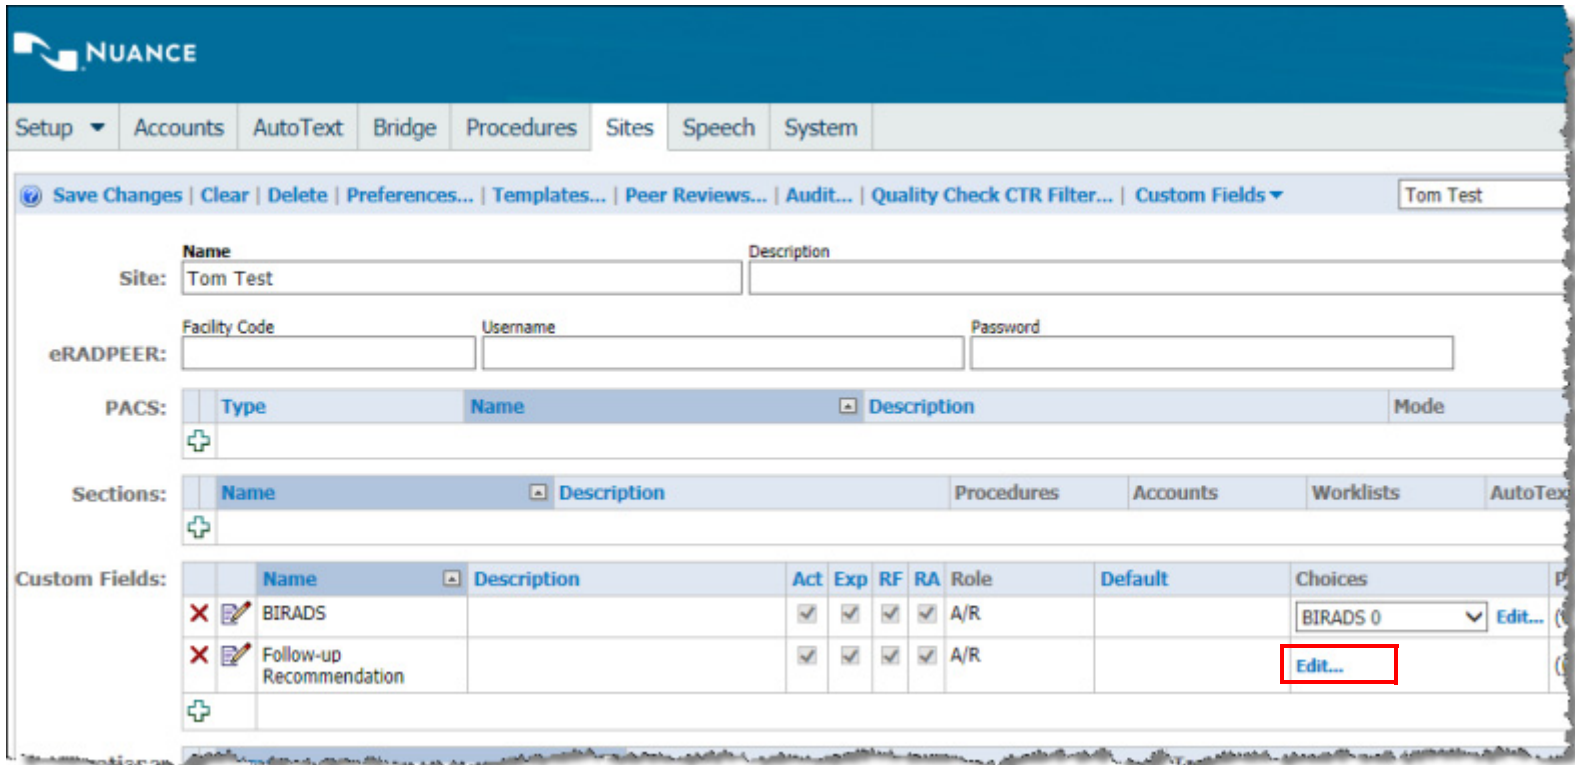 NUANCE
Setup Accounts AutoText Bridge Procedures Sites Speech System
Save Changes | Clear | Delete | Preferences... | Templates... | Peer Reviews... | Audit... | Quality Check CTR Filter... | Custom Fields Tom Test
Name Description
Site: Tom Test
Facility Code Username Password
eRADPEER:
PACS: Type Name Description Mode
Sections: Name Description Procedures Accounts Worklists AutoTex
Custom Fields: Name Description Act Exp RF RA Role Default Choices P
BIRADS A/R BIRADS 0 Edit... (
Follow-up A/R
Recommendation Edit... (